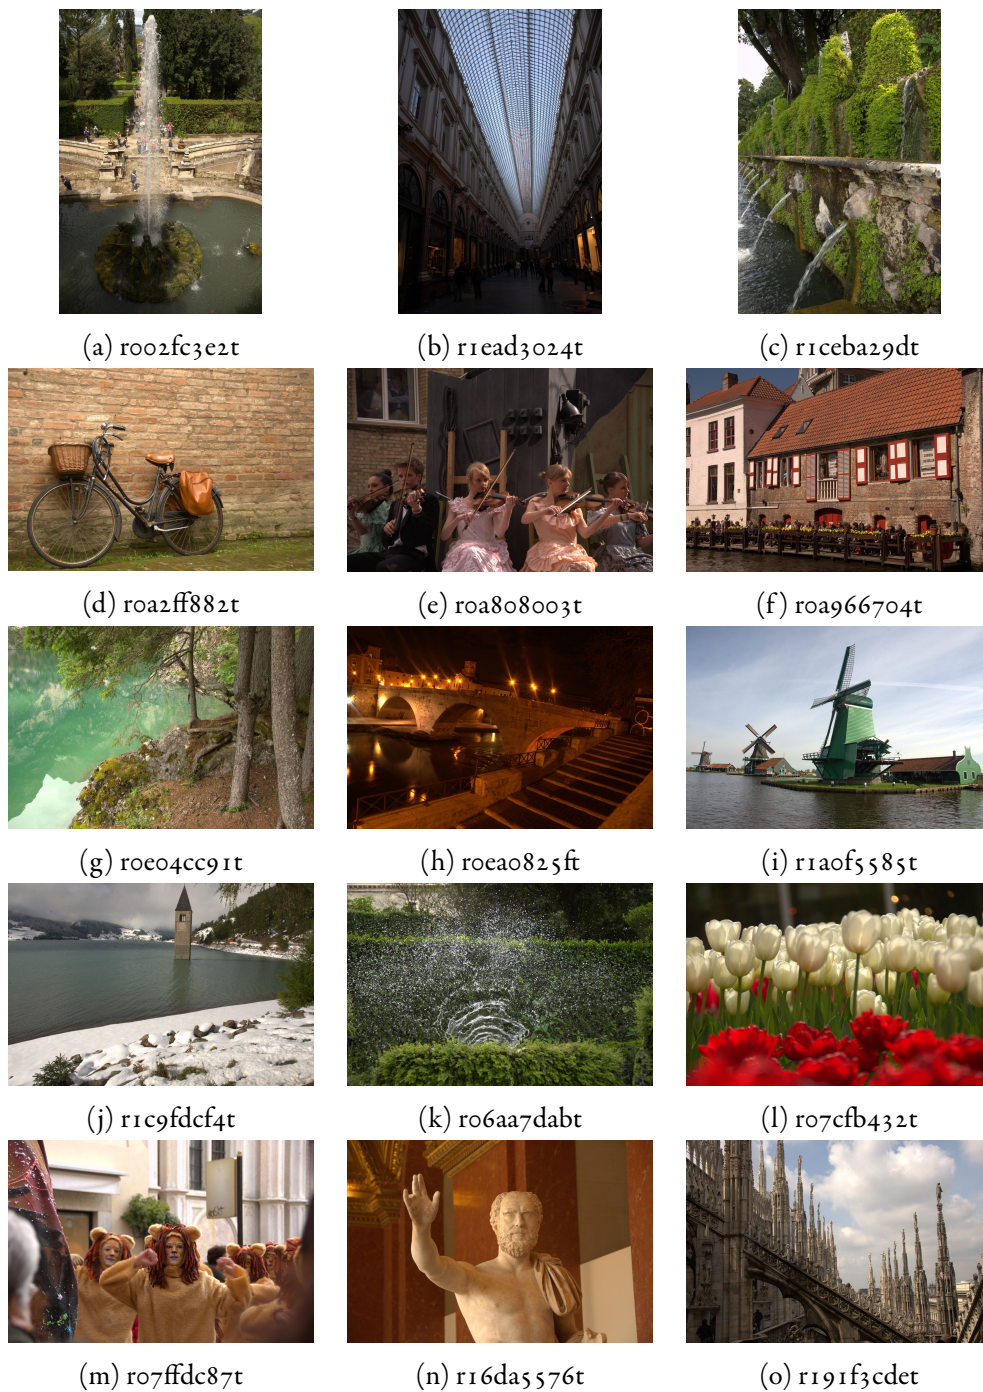 (a) r002fc3e2t (b) r1ead3024t (c) r1ceba29dt
(d) r0a2ff882t (e) r0a808003t (f) r0a966704t
(g) r0e04cc91t (h) r0ea0825ft (i) r1a0f5585t
(j) r1c9fdcf4t (k) r06aa7dabt (l) r07cfb432t
(m) r07ffdc87t (n) r16da5576t (o) r191f3cdet